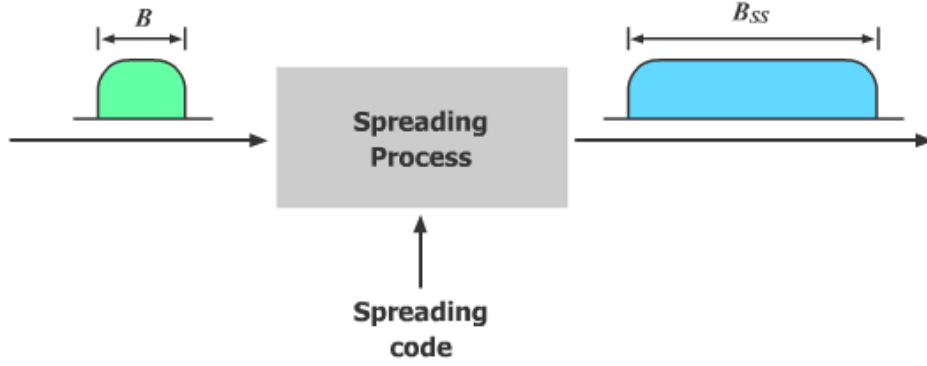 B
B_SS
Spreading
Process
Spreading
code